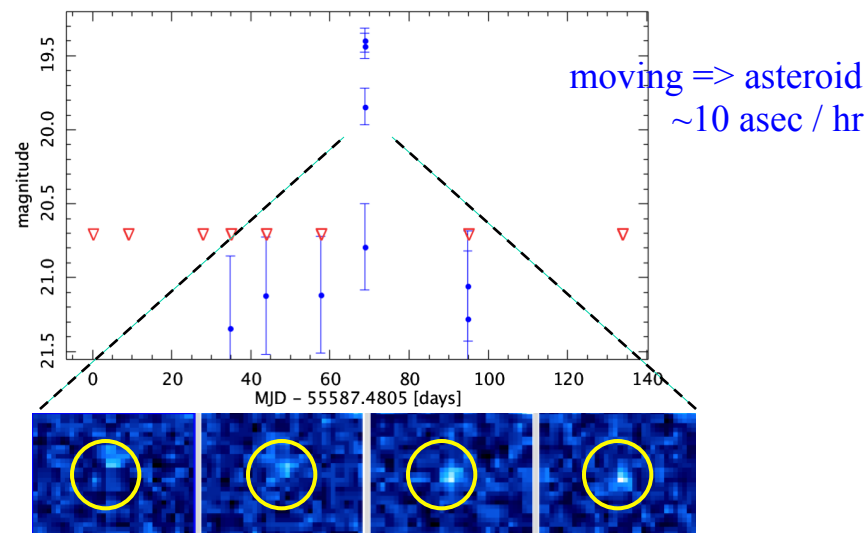 moving => asteroid
~10 asec / hr
magnitude
19.5
20.0
20.5
21.0
21.5
0 20 40 60 80 100 120 140
MJD - 55587.4805 [days]